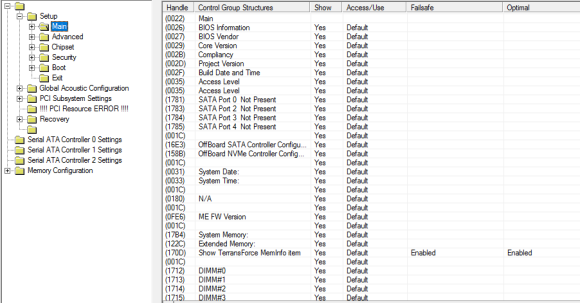 Setup
Main
Advanced
Chipset
Security
Boot
Exit
Global Acoustic Configuration
PCI Subsystem Settings
!!!! PCI Resource ERROR !!!!
Recovery
Serial ATA Controller 0 Settings
Serial ATA Controller 1 Settings
Serial ATA Controller 2 Settings
Memory Configuration
Handle Control Group Structures Show Access/Use Failsafe Optimal
(0022) Main
(0026) BIOS Information Yes Default
(0027) BIOS Vendor Yes Default
(0029) Core Version Yes Default
(002B) Compliancy Yes Default
(002D) Project Version Yes Default
(002F) Build Date and Time Yes Default
(0035) Access Level Yes Default
(0035) Access Level Yes Default
(1781) SATA Port 0 Not Present Yes Default
(1783) SATA Port 2 Not Present Yes Default
(1784) SATA Port 3 Not Present Yes Default
(1785) SATA Port 4 Not Present Yes Default
(001C) Yes Default
(16E3) OffBoard SATA Controller Configu... Yes Default
(158B) OffBoard NVMe Controller Config... Yes Default
(001C) Yes Default
(0031) System Date: Yes Default
(0033) System Time: Yes Default
(001C) Yes Default
(0180) N/A Yes Default
(001C) Yes Default
(0FE6) ME FW Version Yes Default
(001C) Yes Default
(17B4) System Memory: Yes Default
(122C) Extended Memory: Yes Default
(170D) Show TerransForce MemInfo item Yes Default Enabled Enabled
(001C) Yes Default
(1712) DIMM#0 Yes Default
(1713) DIMM#1 Yes Default
(1714) DIMM#2 Yes Default
(1715) DIMM#3 Yes Default